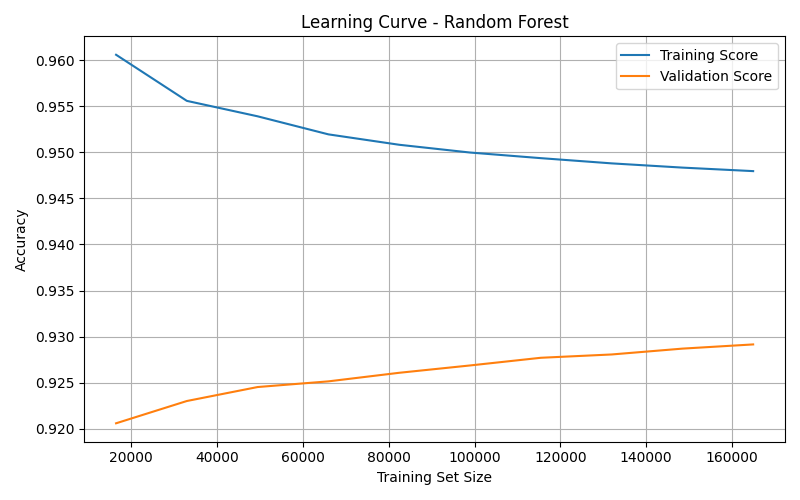 Learning Curve - Random Forest
Training Score
Validation Score
0.960
0.955
0.950
0.945
0.940
0.935
0.930
0.925
0.920
Accuracy
20000 40000 60000 80000 100000 120000 140000 160000
Training Set Size